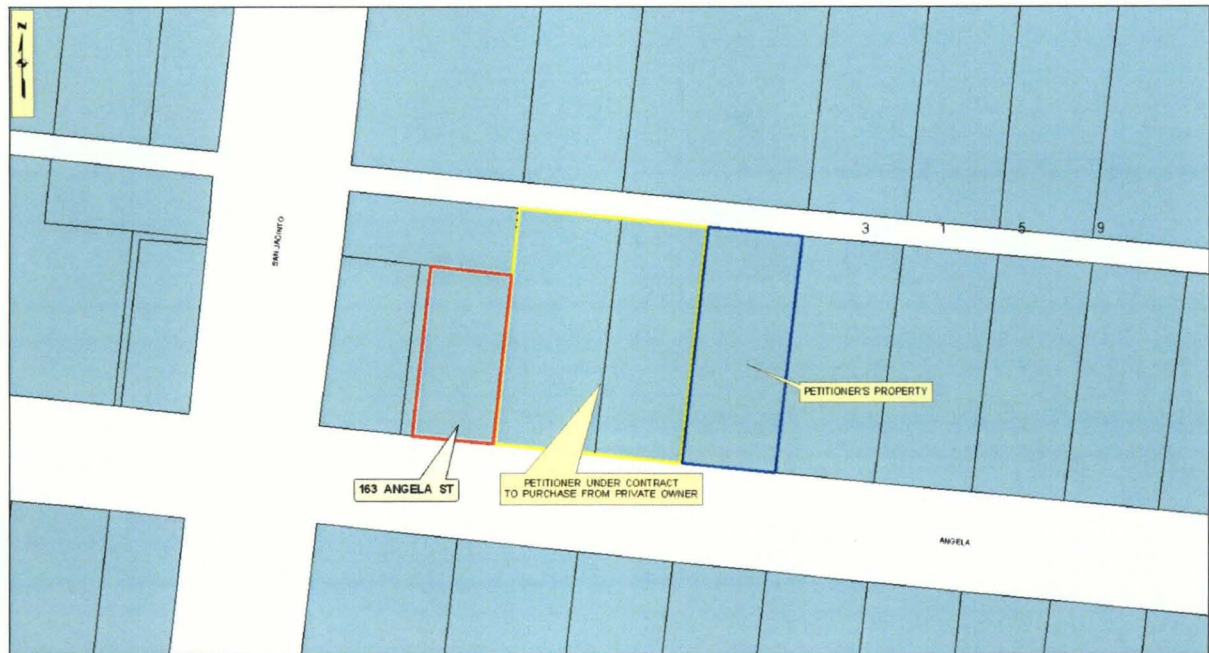 N
SAN JACINTO
3 1 5 9
PETITIONER'S PROPERTY
163 ANGELA ST
PETITIONER UNDER CONTRACT
TO PURCHASE FROM PRIVATE OWNER
ANGELA